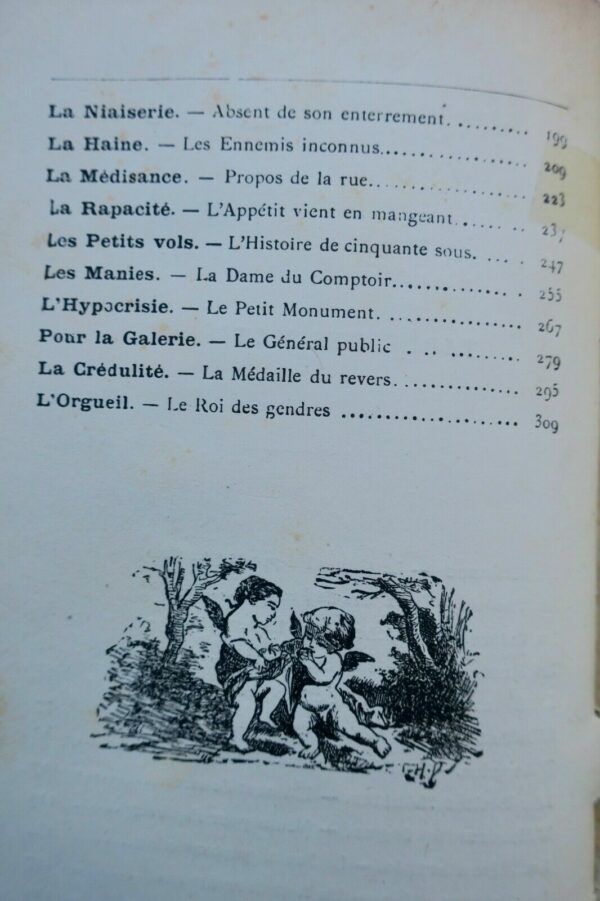 La Niaiserie. — Absent de son enterrement. ......... 199
La Haine. — Les Ennemis inconnus.................. 209
La Médisance. — Propos de la rue.................. 223
La Rapacité. — L'Appétit vient en mangeant.......... 237
Les Petits vols. — L'Histoire de cinquante sous. .... 247
Les Manies. — La Dame du Comptoir............... 255
L'Hypocrisie. — Le Petit Monument. .............. 267
Pour la Galerie. — Le Général public . .. ......... 279
La Crédulité. — La Médaille du revers.............. 295
L'Orgueil. — Le Roi des gendres .................. 309